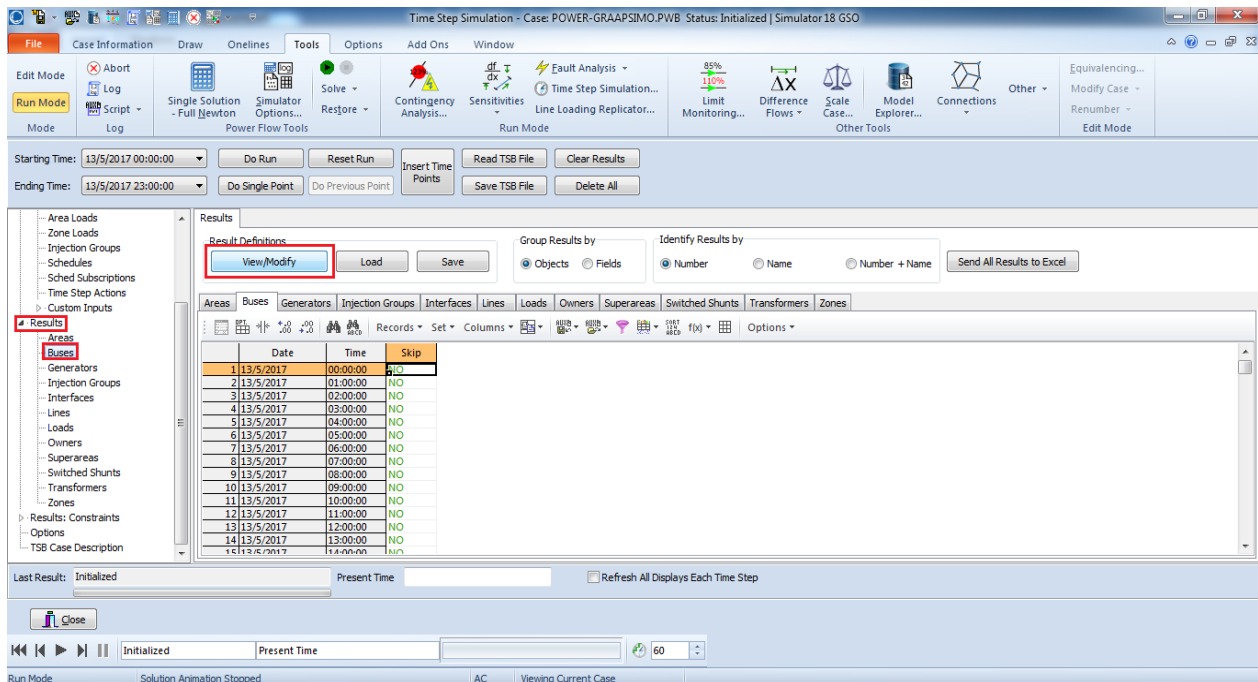 Time Step Simulation - Case: POWER-GRAAPSIMO.PWB Status: Initialized | Simulator 18 GSO
File Case Information Draw Onelines Tools Options Add Ons Window
Edit Mode
Run Mode
Mode
Abort
Log
Script
Log
Single Solution - Full Newton
Simulator Options...
Solve
Restore
Power Flow Tools
Contingency Analysis...
Sensitivities
Fault Analysis
Time Step Simulation...
Line Loading Replicator...
Run Mode
85%
110%
Limit Monitoring...
Difference Flows
Scale Case...
Model Explorer...
Connections
Other
Other Tools
Equivalencing...
Modify Case
Renumber
Edit Mode
Starting Time: 13/5/2017 00:00:00 Do Run Reset Run Insert Time Points Read TSB File Clear Results
Ending Time: 13/5/2017 23:00:00 Do Single Point Do Previous Point Save TSB File Delete All
Area Loads
Zone Loads
Injection Groups
Schedules
Sched Subscriptions
Time Step Actions
Custom Inputs
Results
Areas
Buses
Generators
Injection Groups
Interfaces
Lines
Loads
Owners
Superareas
Switched Shunts
Transformers
Zones
Results: Constraints
Options
TSB Case Description
Results
Result Definitions
View/Modify Load Save
Group Results by
Objects Fields
Identify Results by
Number Name Number + Name
Send All Results to Excel
Areas Buses Generators Injection Groups Interfaces Lines Loads Owners Superareas Switched Shunts Transformers Zones
Records Set Columns f(x) Options
Date Time Skip
1 13/5/2017 00:00:00 NO
2 13/5/2017 01:00:00 NO
3 13/5/2017 02:00:00 NO
4 13/5/2017 03:00:00 NO
5 13/5/2017 04:00:00 NO
6 13/5/2017 05:00:00 NO
7 13/5/2017 06:00:00 NO
8 13/5/2017 07:00:00 NO
9 13/5/2017 08:00:00 NO
10 13/5/2017 09:00:00 NO
11 13/5/2017 10:00:00 NO
12 13/5/2017 11:00:00 NO
13 13/5/2017 12:00:00 NO
14 13/5/2017 13:00:00 NO
15 13/5/2017 14:00:00 NO
Last Result: Initialized Present Time Refresh All Displays Each Time Step
Close
Initialized Present Time 60
Run Mode Solution Animation Stopped AC Viewing Current Case